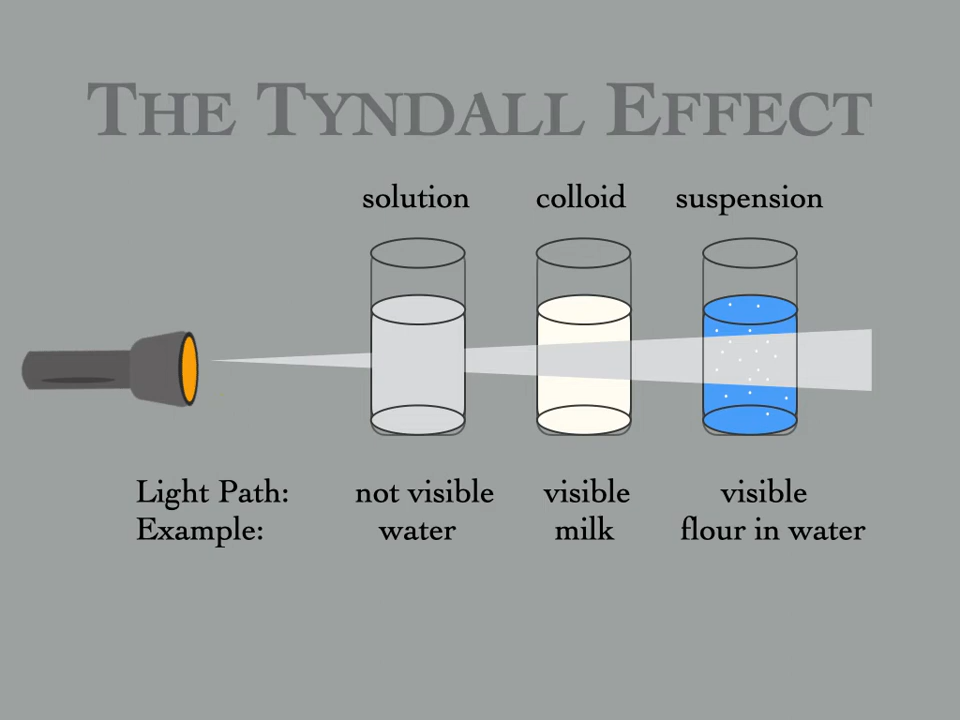 THE TYNDALL EFFECT
solution colloid suspension
Light Path: not visible visible visible
Example: water milk flour in water